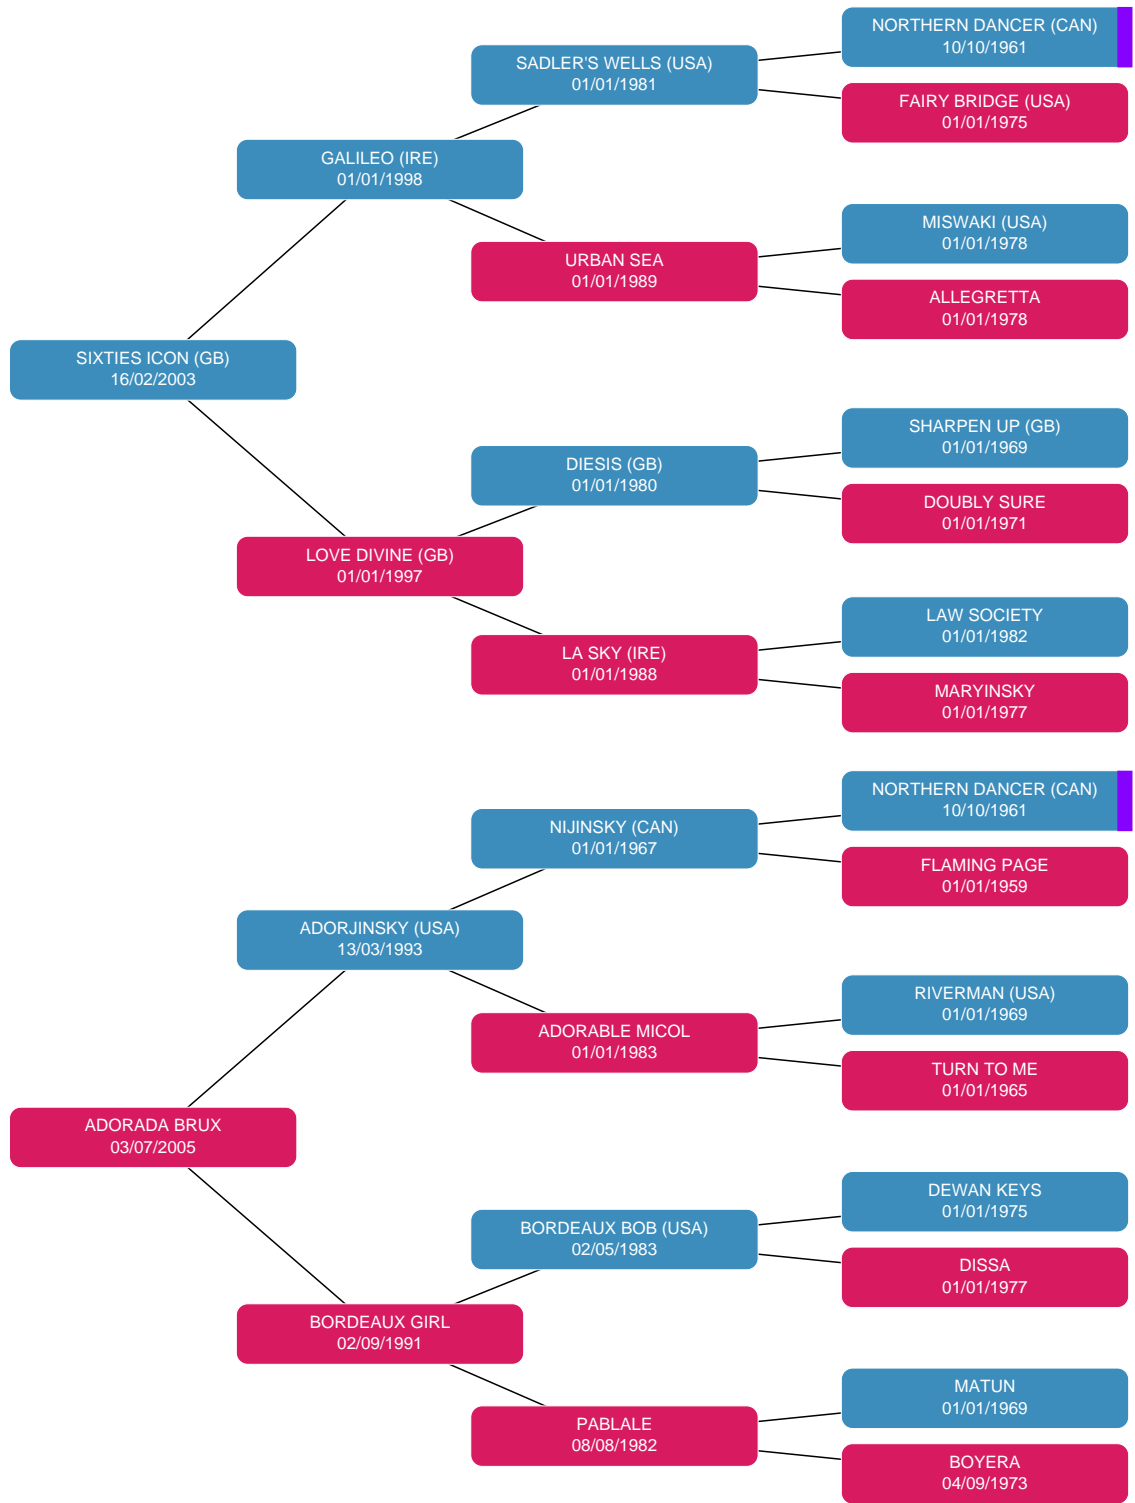 NORTHERN DANCER (CAN)
10/10/1961
SADLER'S WELLS (USA)
01/01/1981
FAIRY BRIDGE (USA)
01/01/1975
GALILEO (IRE)
01/01/1998
MISWAKI (USA)
01/01/1978
URBAN SEA
01/01/1989
ALLEGRETTA
01/01/1978
SIXTIES ICON (GB)
16/02/2003
SHARPEN UP (GB)
01/01/1969
DIESIS (GB)
01/01/1980
DOUBLY SURE
01/01/1971
LOVE DIVINE (GB)
01/01/1997
LAW SOCIETY
01/01/1982
LA SKY (IRE)
01/01/1988
MARYINSKY
01/01/1977
NORTHERN DANCER (CAN)
10/10/1961
NIJINSKY (CAN)
01/01/1967
FLAMING PAGE
01/01/1959
ADORJINSKY (USA)
13/03/1993
RIVERMAN (USA)
01/01/1969
ADORABLE MICOL
01/01/1983
TURN TO ME
01/01/1965
ADORADA BRUX
03/07/2005
DEWAN KEYS
01/01/1975
BORDEAUX BOB (USA)
02/05/1983
DISSA
01/01/1977
BORDEAUX GIRL
02/09/1991
MATUN
01/01/1969
PABLALE
08/08/1982
BOYERA
04/09/1973